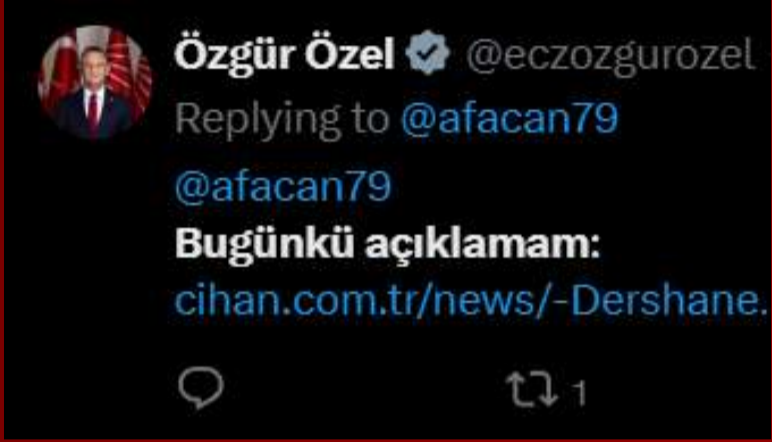 Özgür Özel @eczozgurozel
Replying to @afacan79
@afacan79
Bugünkü açıklamam:
cihan.com.tr/news/-Dershane.
1